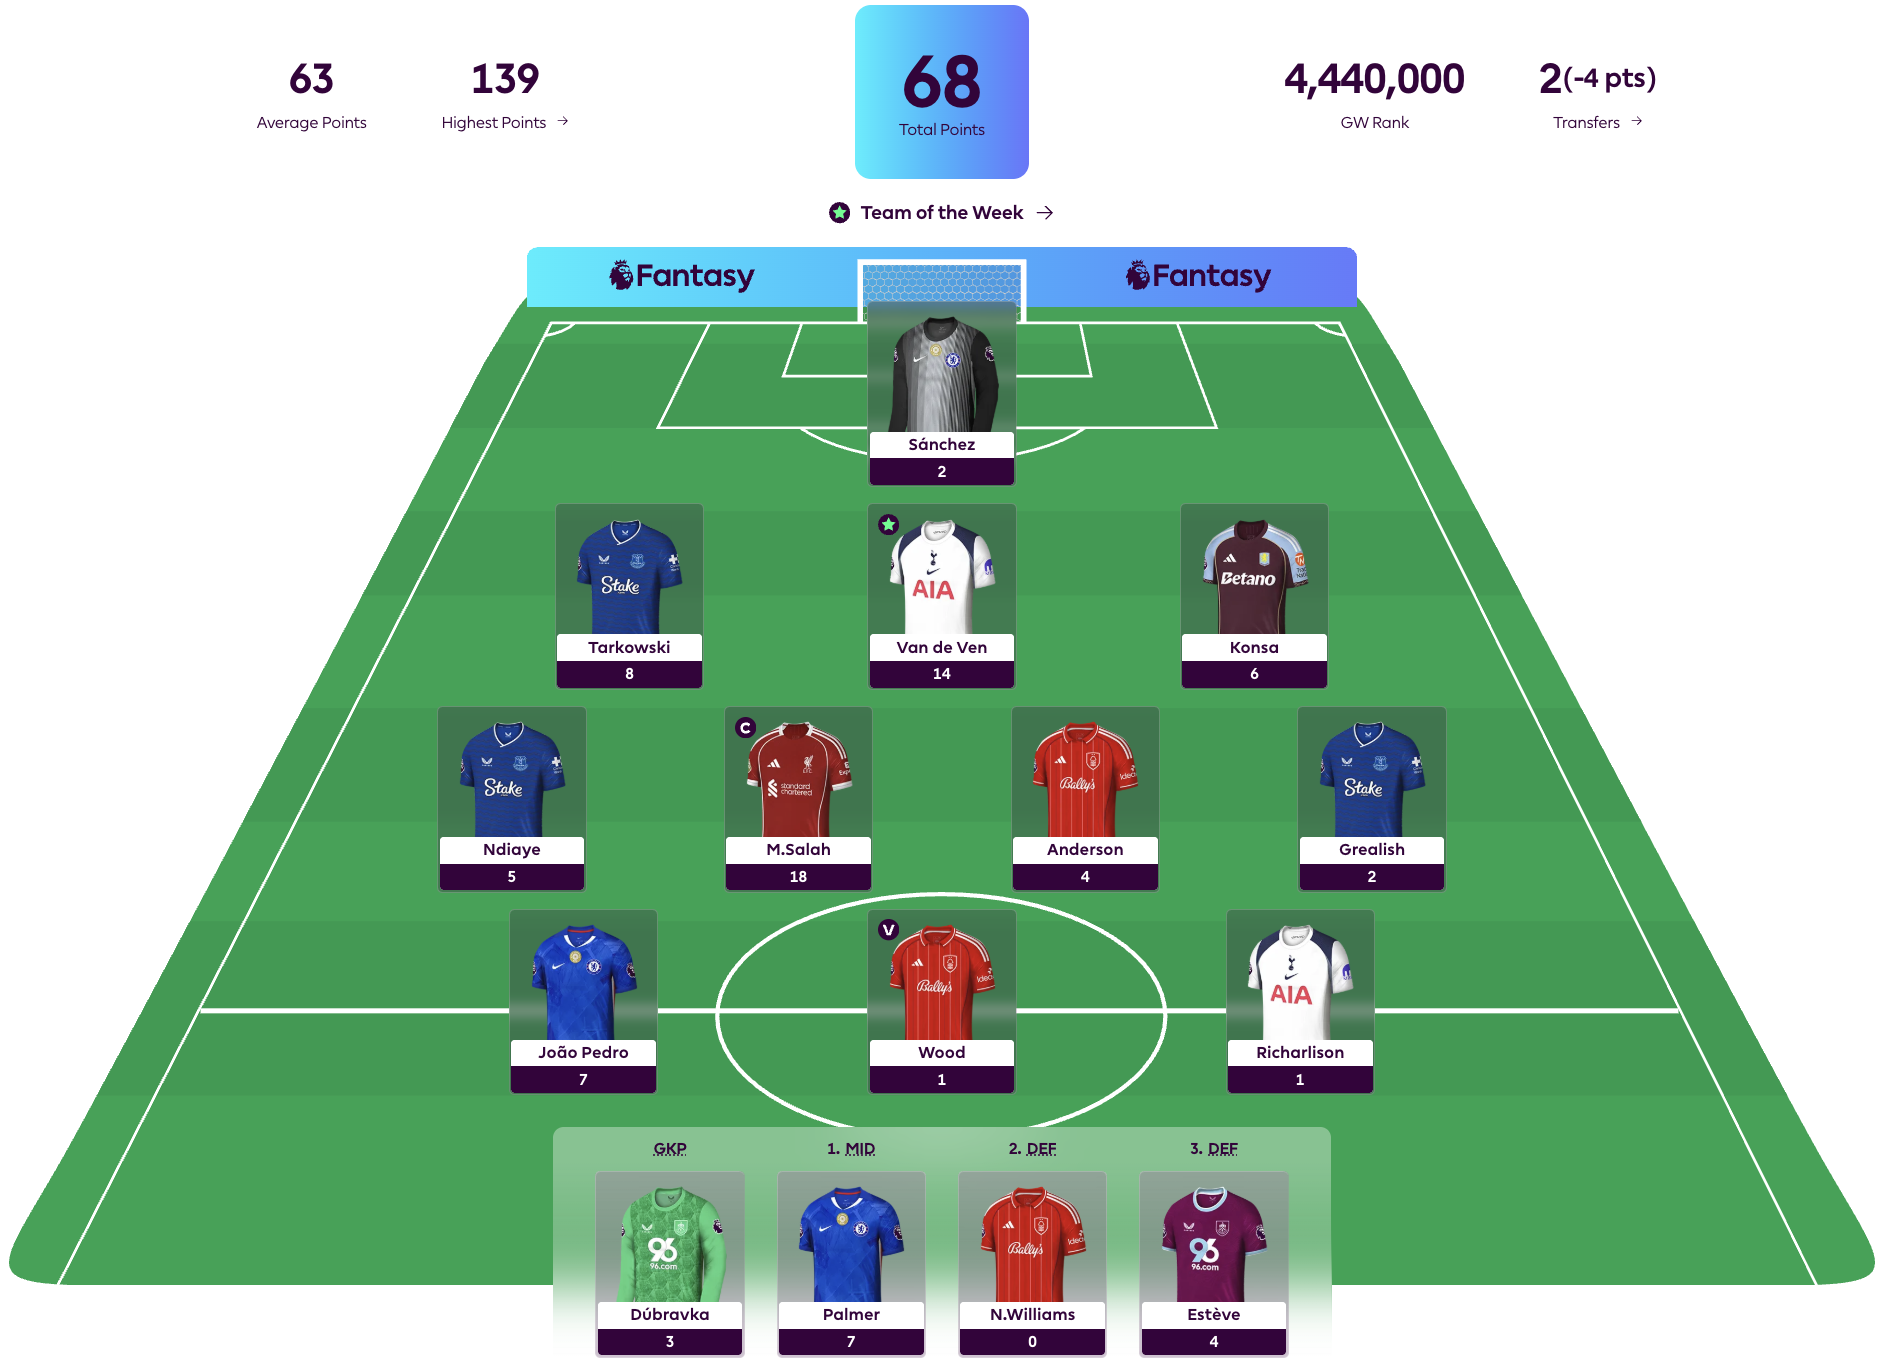 63
Average Points
139
Highest Points →
68
Total Points
4,440,000
GW Rank
2(-4 pts)
Transfers →
Team of the Week →
Fantasy
Fantasy
Sánchez
2
Stake
Tarkowski
8
AIA
Van de Ven
14
Betano
Konsa
6
Stake
Ndiaye
5
C
standard
chartered
M.Salah
18
Bally's
Anderson
4
Stake
Grealish
2
João Pedro
7
V
Bally's
Wood
1
AIA
Richarlison
1
GKP
1. MID
2. DEF
3. DEF
96
96.com
Dúbravka
3
Palmer
7
Bally's
N.Williams
0
96
96.com
Estève
4